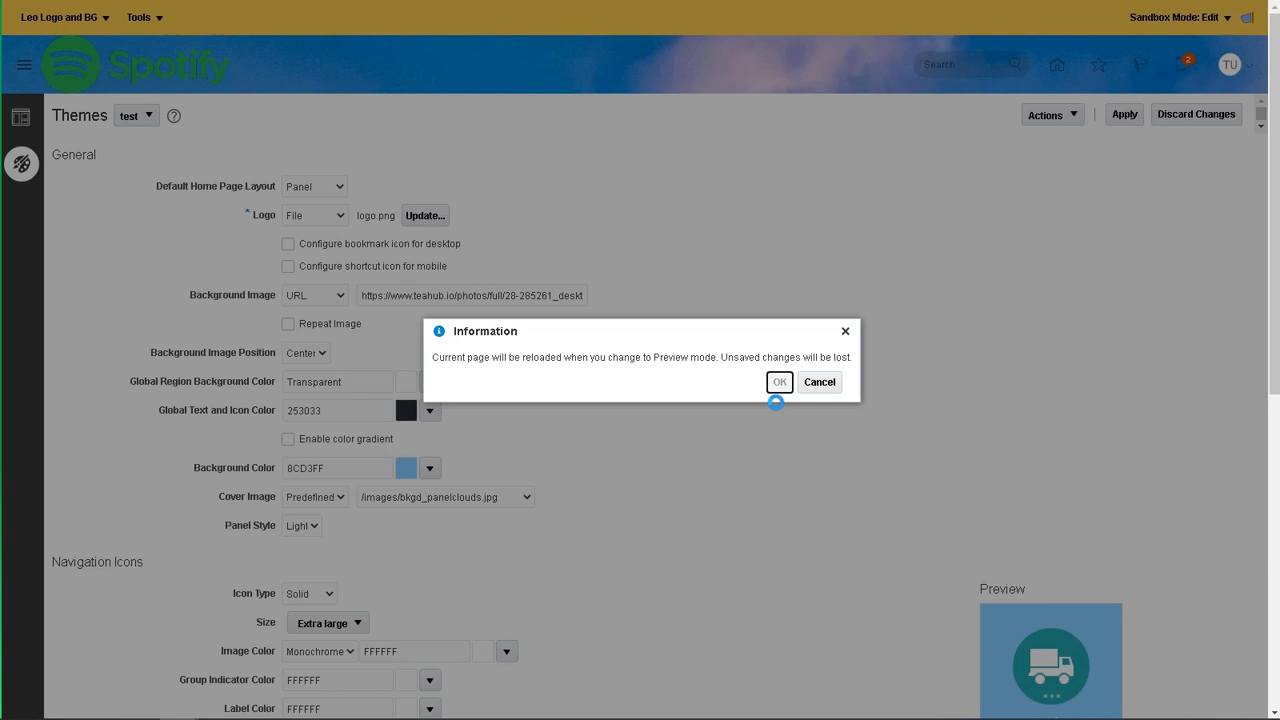 Leo Logo and BG
Tools
Sandbox Mode: Edit
Spotify
Search
2
TU
Themes
test
?
Actions
Apply
Discard Changes
General
Default Home Page Layout
Panel
* Logo
File
logo.png
Update...
Configure bookmark icon for desktop
Configure shortcut icon for mobile
Background Image
URL
https://www.teahub.io/photos/full/28-285261_deskt
Repeat Image
Information
Current page will be reloaded when you change to Preview mode. Unsaved changes will be lost.
OK
Cancel
Background Image Position
Center
Global Region Background Color
Transparent
Global Text and Icon Color
253033
Enable color gradient
Background Color
8CD3FF
Cover Image
Predefined
/images/bkgd_panelclouds.jpg
Panel Style
Light
Navigation Icons
Icon Type
Solid
Preview
Size
Extra large
Image Color
Monochrome
FFFFFF
Group Indicator Color
FFFFFF
Label Color
FFFFFF